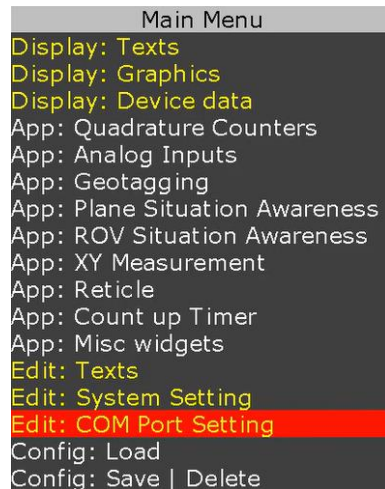 Main Menu
Display: Texts
Display: Graphics
Display: Device data
App: Quadrature Counters
App: Analog Inputs
App: Geotagging
App: Plane Situation Awareness
App: ROV Situation Awareness
App: XY Measurement
App: Reticle
App: Count up Timer
App: Misc widgets
Edit: Texts
Edit: System Setting
Edit: COM Port Setting
Config: Load
Config: Save | Delete